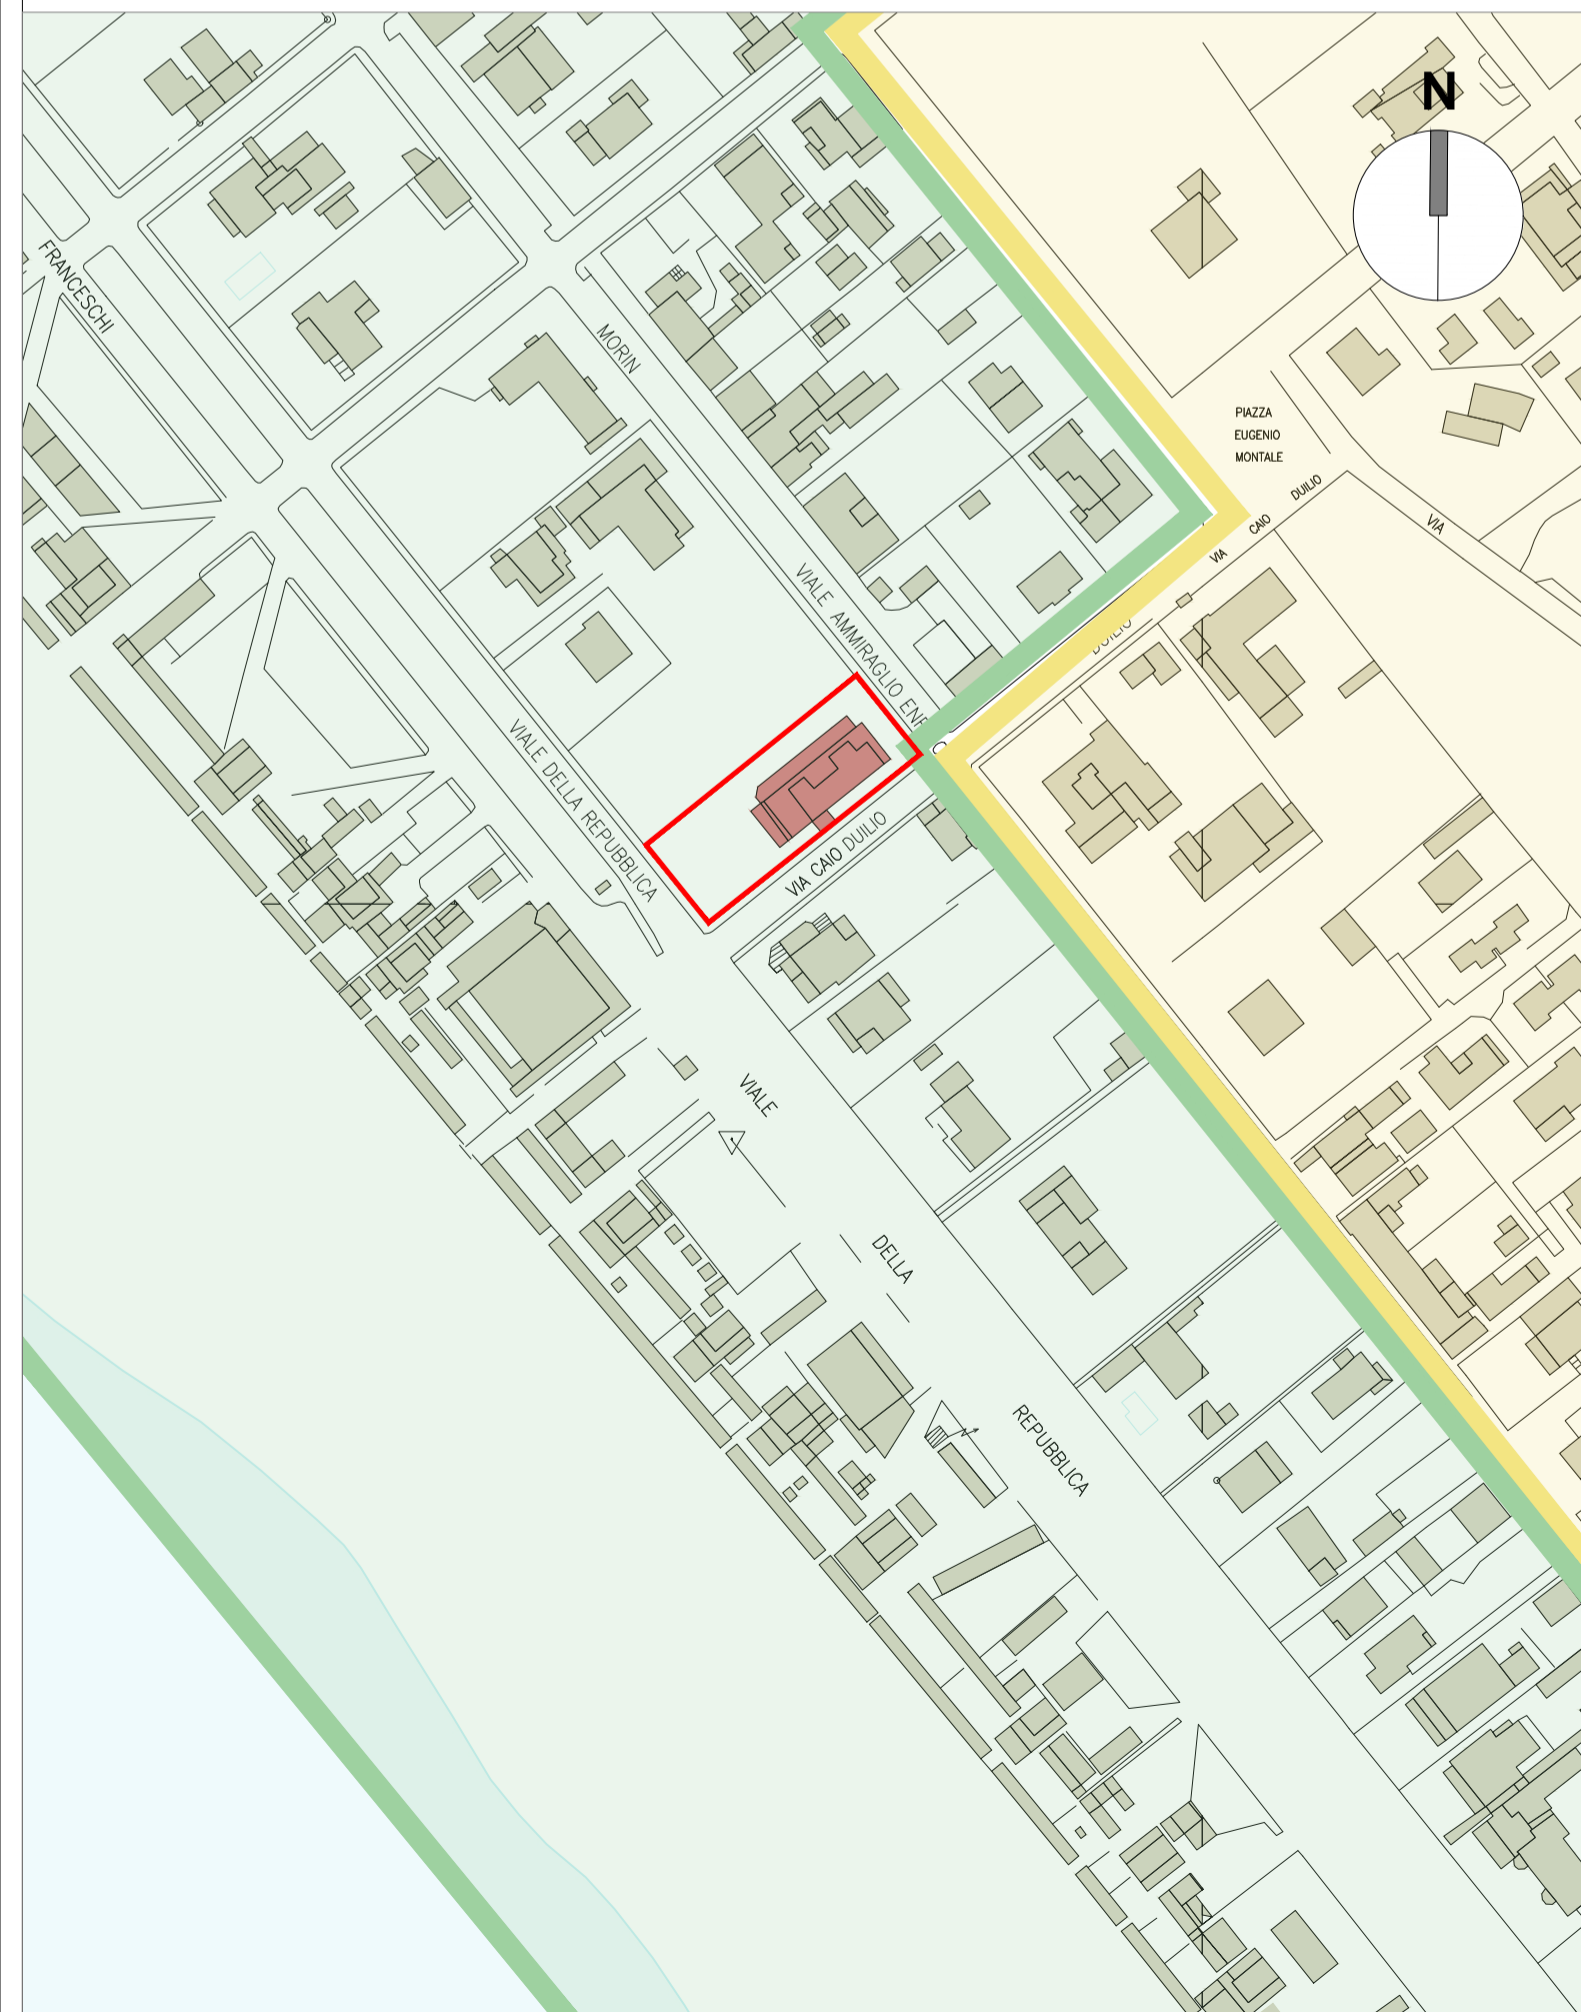 N
FRANCESCHI
MORIN
PIAZZA
EUGENIO
MONTALE
VIA CAIO DUILIO
VIA
DUILIO
VIALE AMMIRAGLIO
VIALE DELLA REPUBBLICA
VIA CAIO DUILIO
VIALE
DELLA
REPUBBLICA